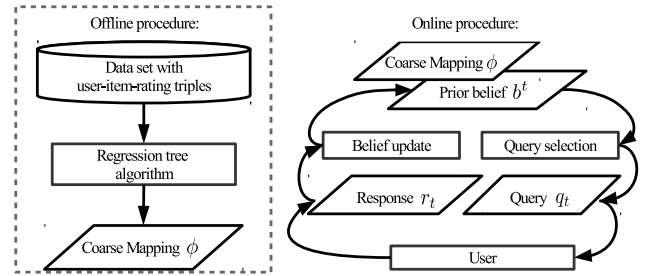 Offline procedure:
Data set with
user-item-rating triples
Regression tree
algorithm
Coarse Mapping ϕ
Online procedure:
Coarse Mapping ϕ
Prior belief b^t
Belief update
Query selection
Response r_t
Query q_t
User